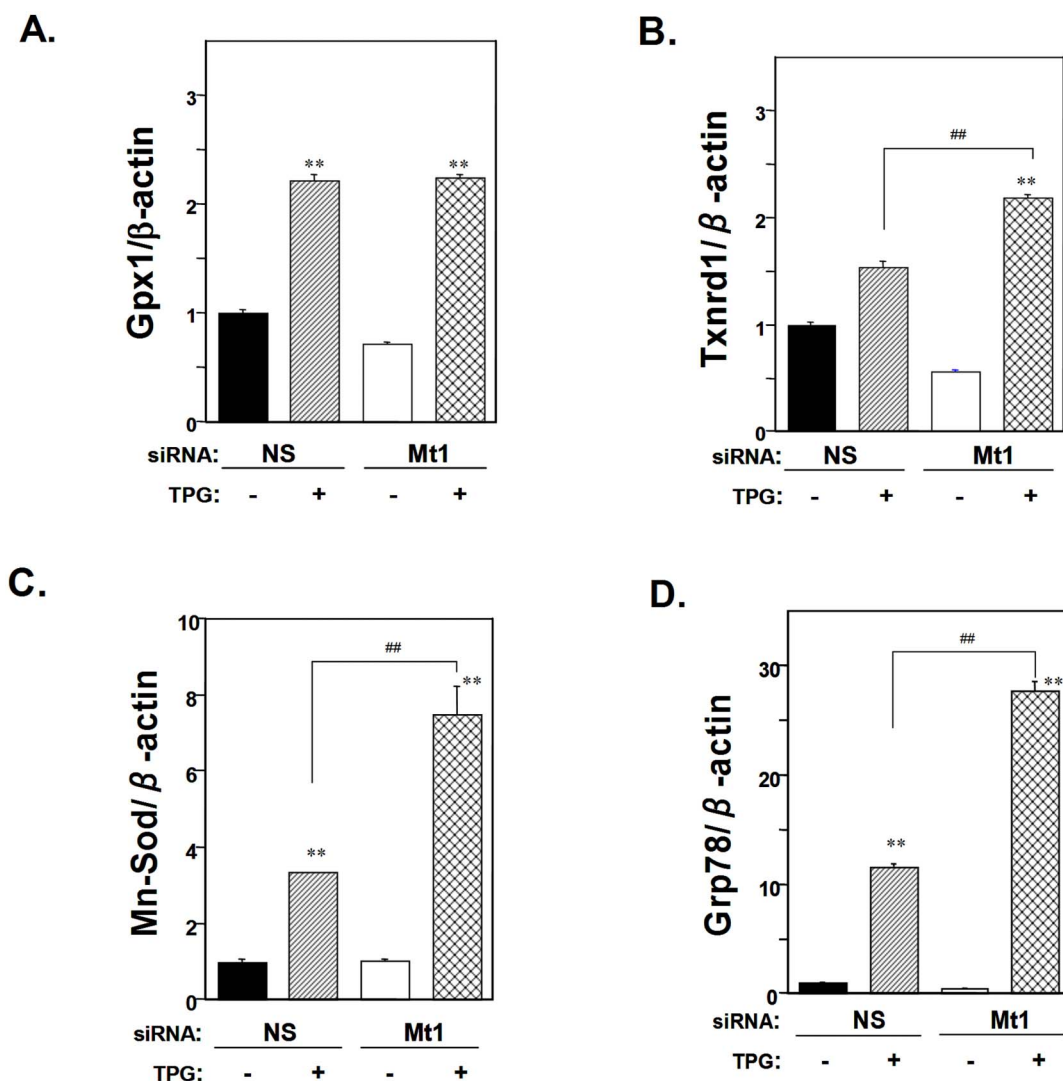 A.
Gpx1/β-actin
3
2
1
0
**
**
siRNA: NS Mt1
TPG: - + - +
B.
Txnrd1/β-actin
3
2
1
0
##
**
siRNA: NS Mt1
TPG: - + - +
C.
Mn-Sod/β-actin
10
8
6
4
2
0
##
**
**
siRNA: NS Mt1
TPG: - + - +
D.
Grp78/β-actin
30
20
10
0
##
**
**
siRNA: NS Mt1
TPG: - + - +